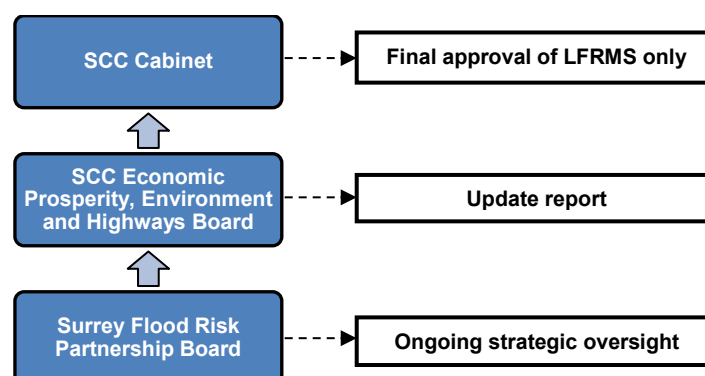 SCC Cabinet
Final approval of LFRMS only
SCC Economic
Prosperity, Environment
and Highways Board
Update report
Surrey Flood Risk
Partnership Board
Ongoing strategic oversight